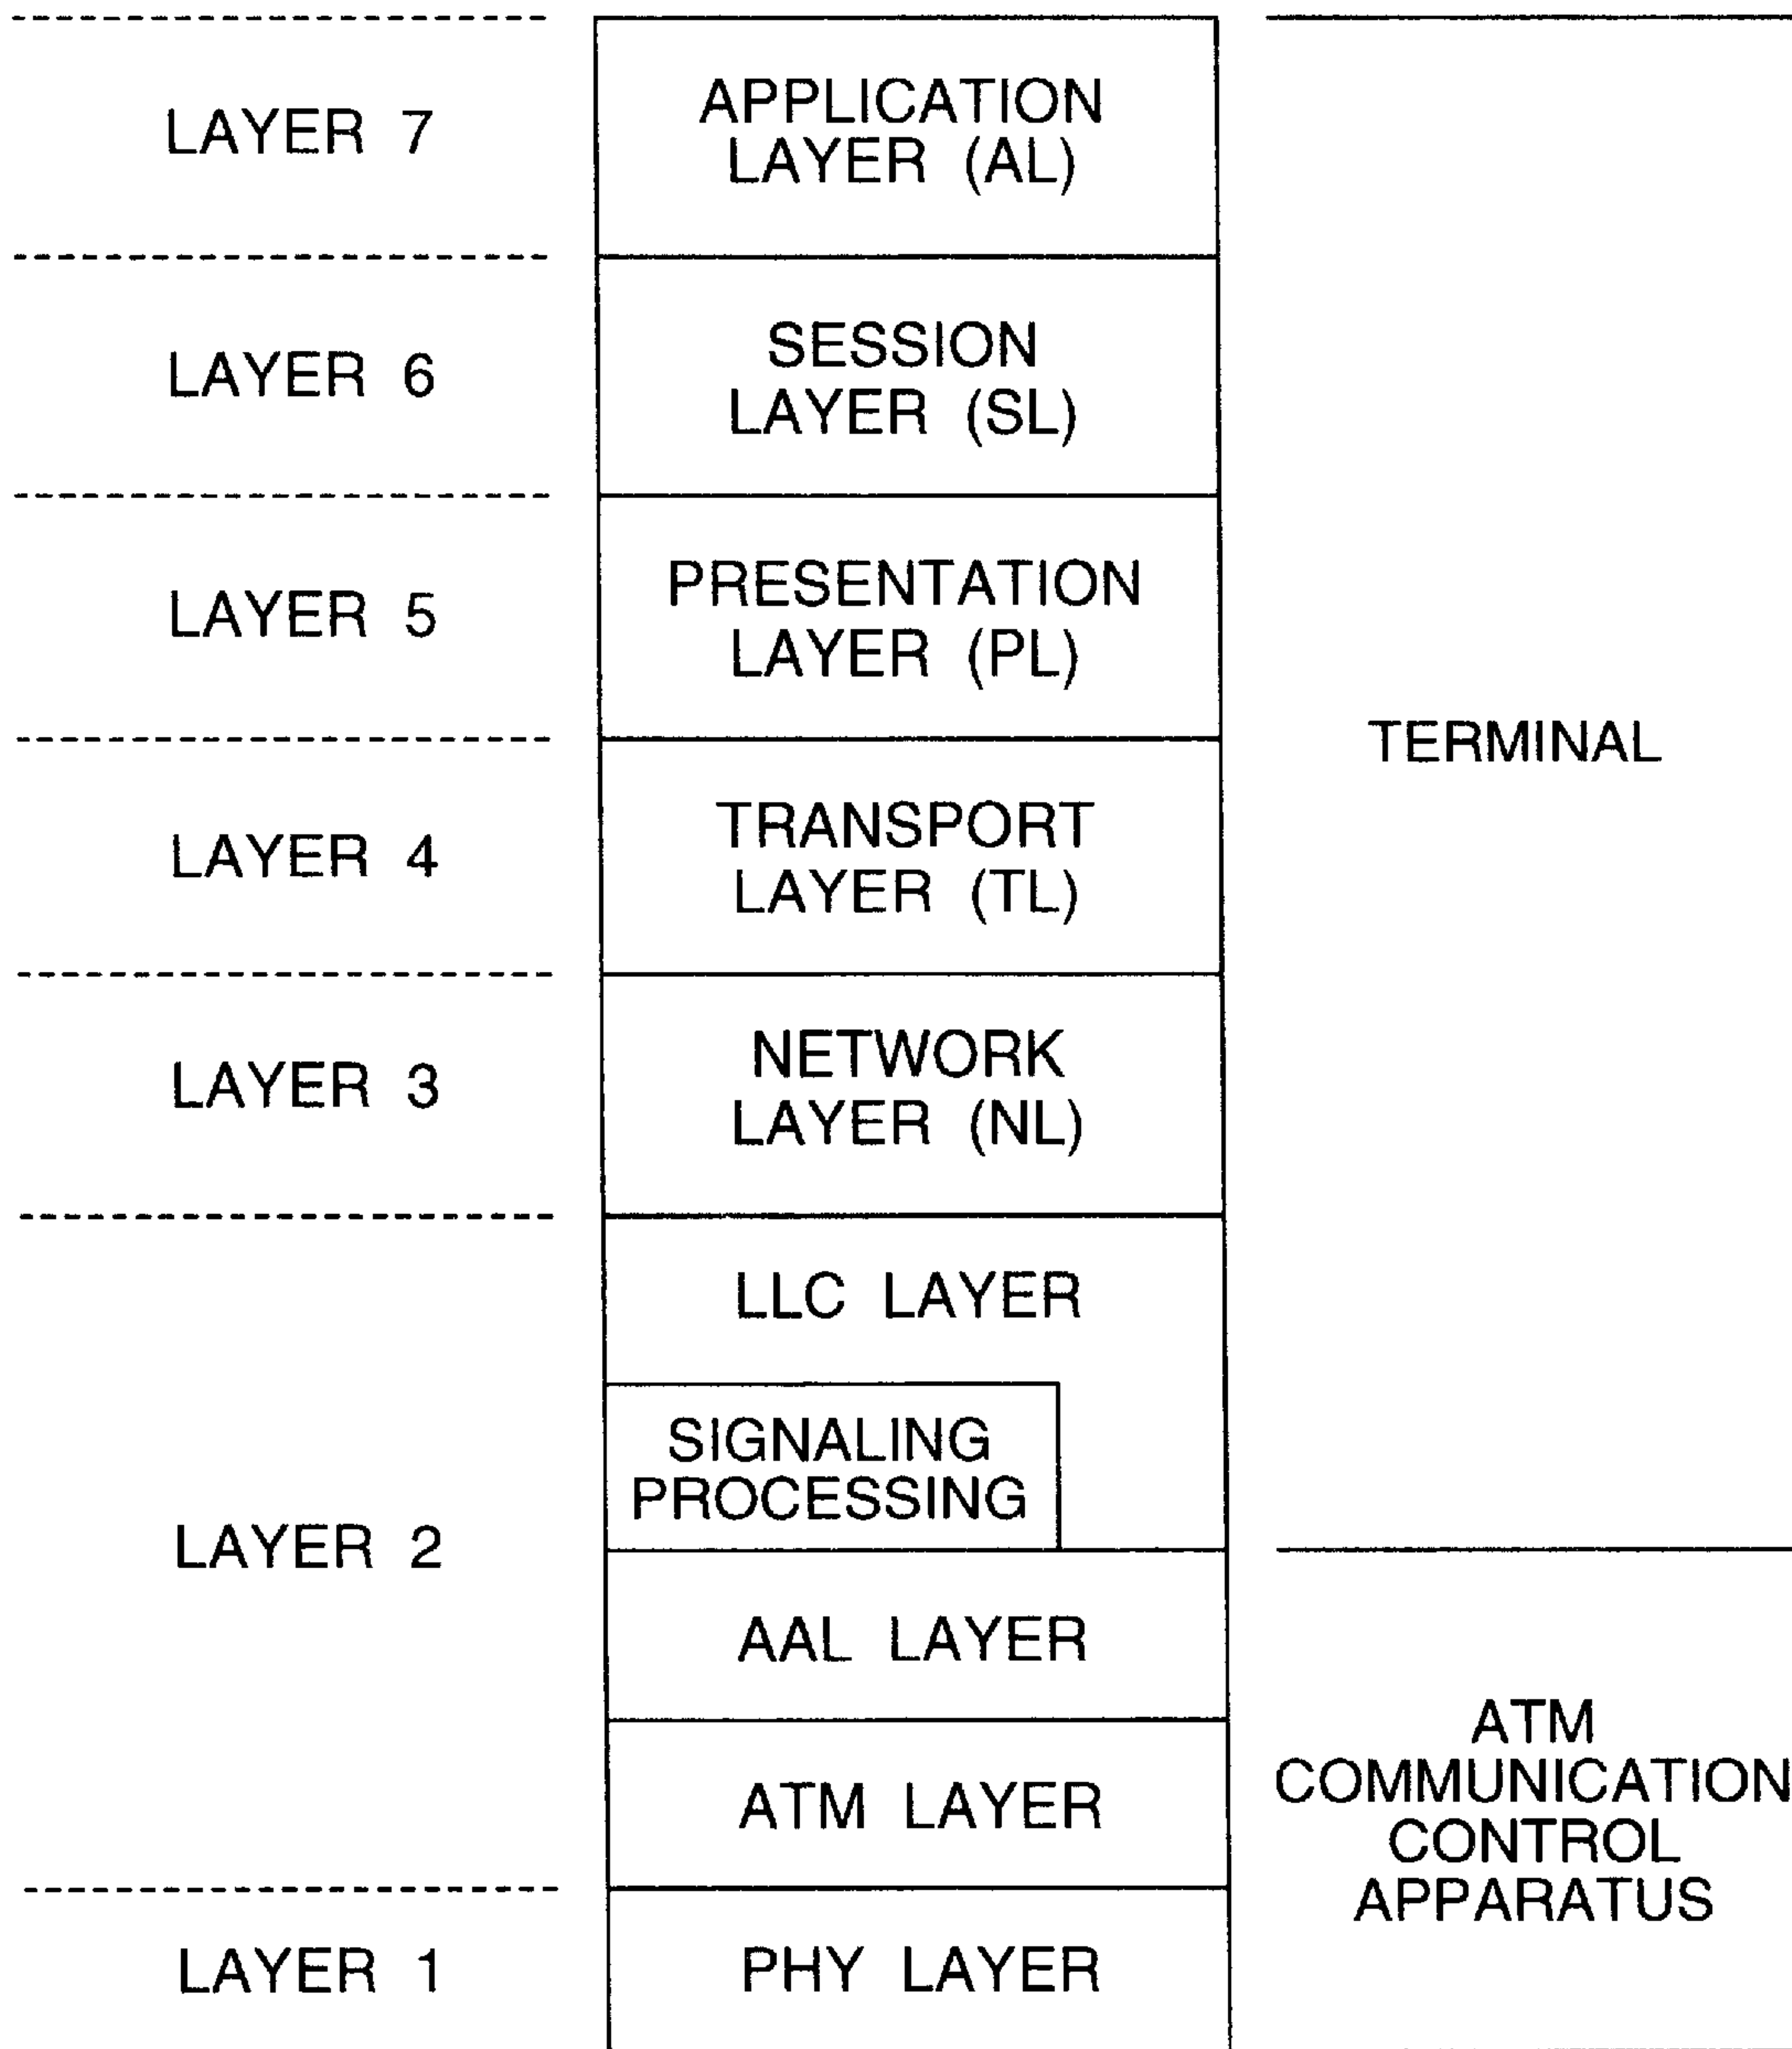 LAYER 7
APPLICATION
LAYER (AL)
LAYER 6
SESSION
LAYER (SL)
LAYER 5
PRESENTATION
LAYER (PL)
TERMINAL
LAYER 4
TRANSPORT
LAYER (TL)
LAYER 3
NETWORK
LAYER (NL)
LAYER 2
LLC LAYER
SIGNALING
PROCESSING
AAL LAYER
ATM LAYER
ATM
COMMUNICATION
CONTROL
APPARATUS
LAYER 1
PHY LAYER